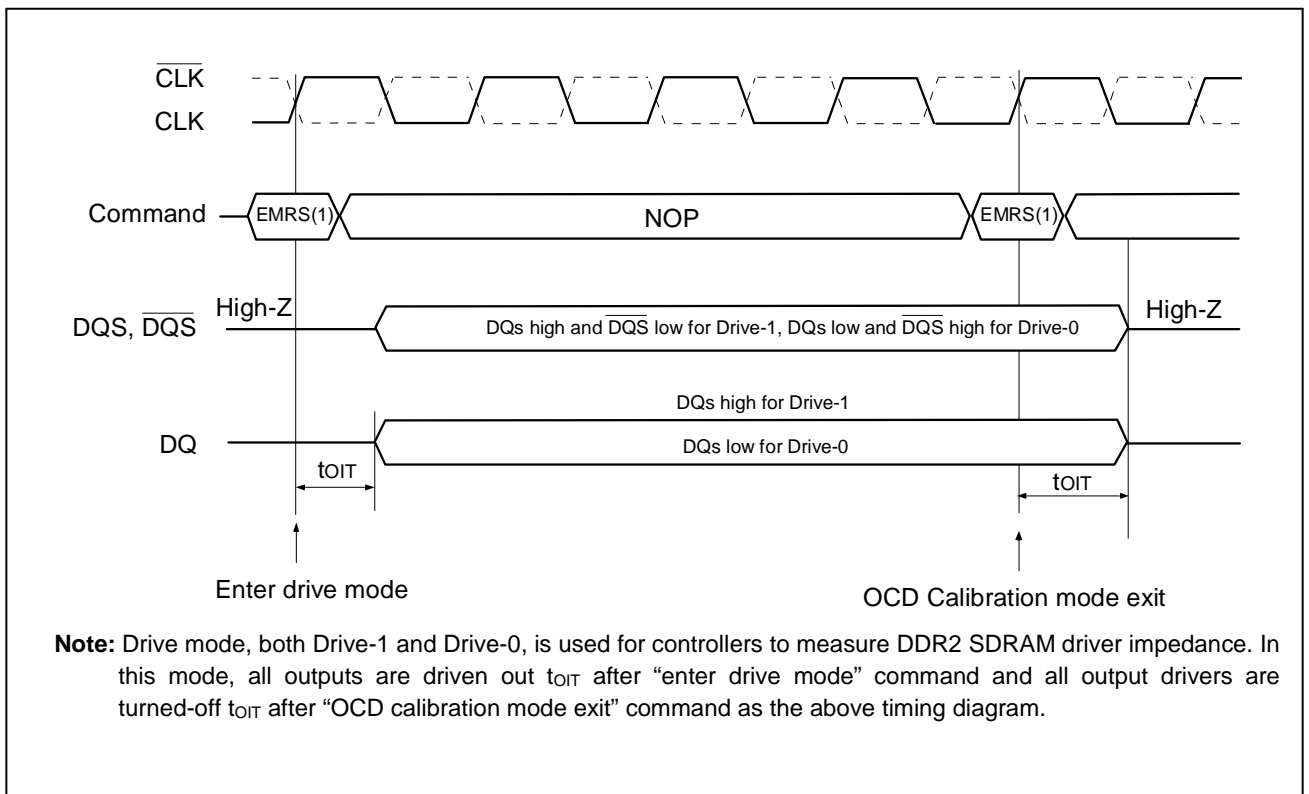 C̅L̅K̅
CLK
Command EMRS(1) NOP EMRS(1)
DQS, D̅Q̅S̅ High-Z DQs high and D̅Q̅S̅ low for Drive-1, DQs low and D̅Q̅S̅ high for Drive-0 High-Z
DQs high for Drive-1
DQ DQs low for Drive-0
tOIT tOIT
Enter drive mode OCD Calibration mode exit
Note: Drive mode, both Drive-1 and Drive-0, is used for controllers to measure DDR2 SDRAM driver impedance. In
this mode, all outputs are driven out tOIT after “enter drive mode” command and all output drivers are
turned-off tOIT after “OCD calibration mode exit” command as the above timing diagram.